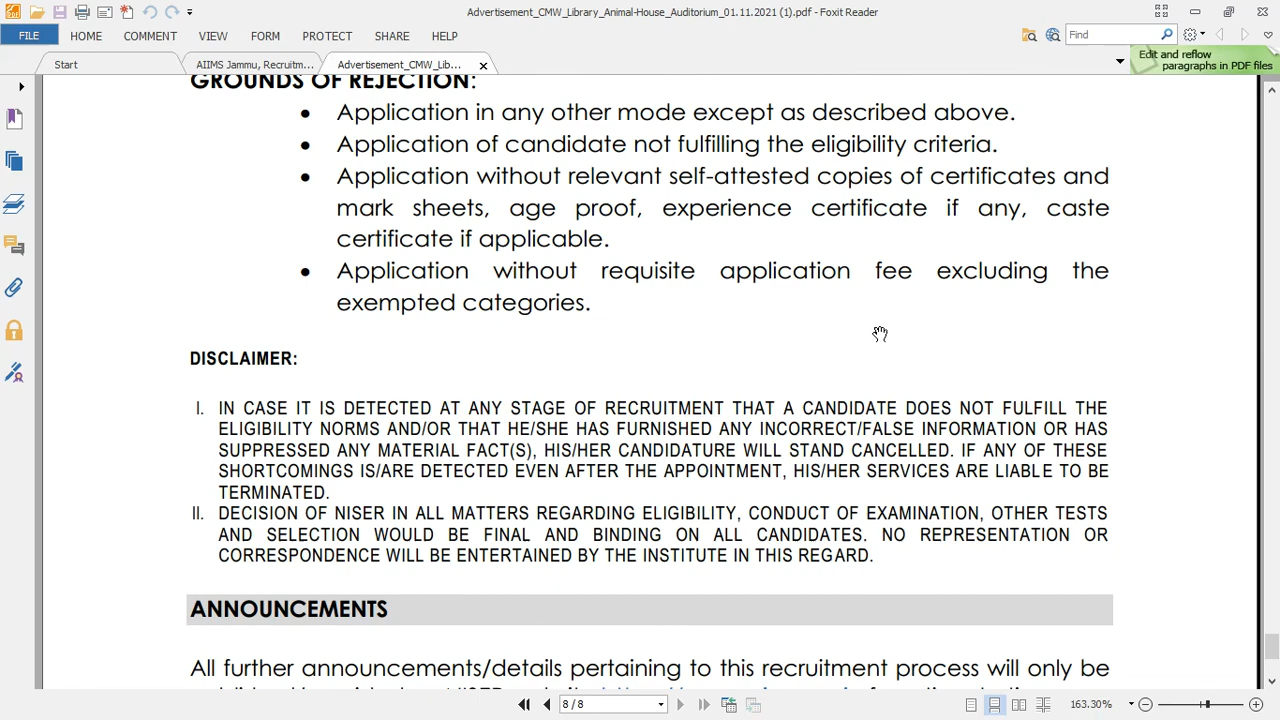 Advertisement_CMW_Library_Animal-House_Auditorium_01.11.2021 (1).pdf - Foxit Reader
FILE HOME COMMENT VIEW FORM PROTECT SHARE HELP
Find
Start
AIIMS Jammu, Recruitm...
Advertisement_CMW_Lib...
Edit and reflow
paragraphs in PDF files
GROUNDS OF REJECTION:
• Application in any other mode except as described above.
• Application of candidate not fulfilling the eligibility criteria.
• Application without relevant self-attested copies of certificates and
mark sheets, age proof, experience certificate if any, caste
certificate if applicable.
• Application without requisite application fee excluding the
exempted categories.
DISCLAIMER:
I. IN CASE IT IS DETECTED AT ANY STAGE OF RECRUITMENT THAT A CANDIDATE DOES NOT FULFILL THE
ELIGIBILITY NORMS AND/OR THAT HE/SHE HAS FURNISHED ANY INCORRECT/FALSE INFORMATION OR HAS
SUPPRESSED ANY MATERIAL FACT(S), HIS/HER CANDIDATURE WILL STAND CANCELLED. IF ANY OF THESE
SHORTCOMINGS IS/ARE DETECTED EVEN AFTER THE APPOINTMENT, HIS/HER SERVICES ARE LIABLE TO BE
TERMINATED.
II. DECISION OF NISER IN ALL MATTERS REGARDING ELIGIBILITY, CONDUCT OF EXAMINATION, OTHER TESTS
AND SELECTION WOULD BE FINAL AND BINDING ON ALL CANDIDATES. NO REPRESENTATION OR
CORRESPONDENCE WILL BE ENTERTAINED BY THE INSTITUTE IN THIS REGARD.
ANNOUNCEMENTS
All further announcements/details pertaining to this recruitment process will only be
8 / 8
163.30%